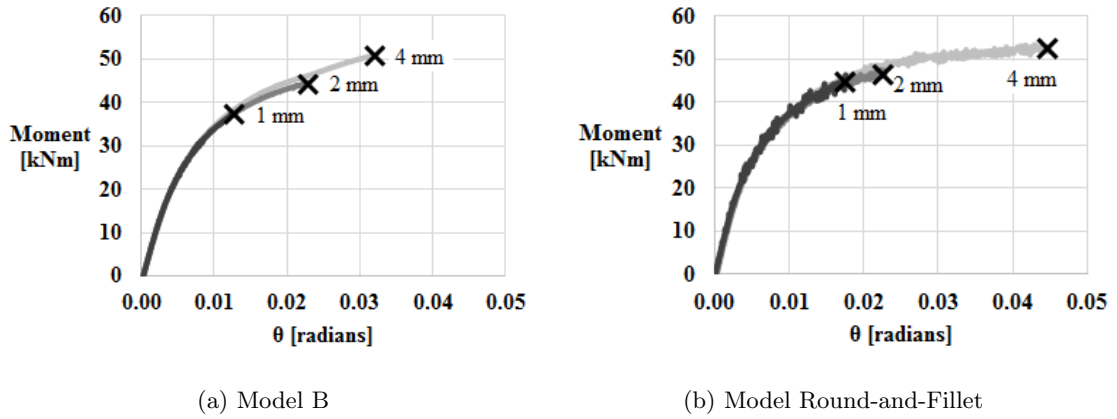 60
50
40
30
20
10
0
Moment
[kNm]
4 mm
2 mm
1 mm
0.00 0.01 0.02 0.03 0.04 0.05
θ [radians]
(a) Model B
60
50
40
30
20
10
0
Moment
[kNm]
2 mm
4 mm
1 mm
0.00 0.01 0.02 0.03 0.04 0.05
θ [radians]
(b) Model Round-and-Fillet